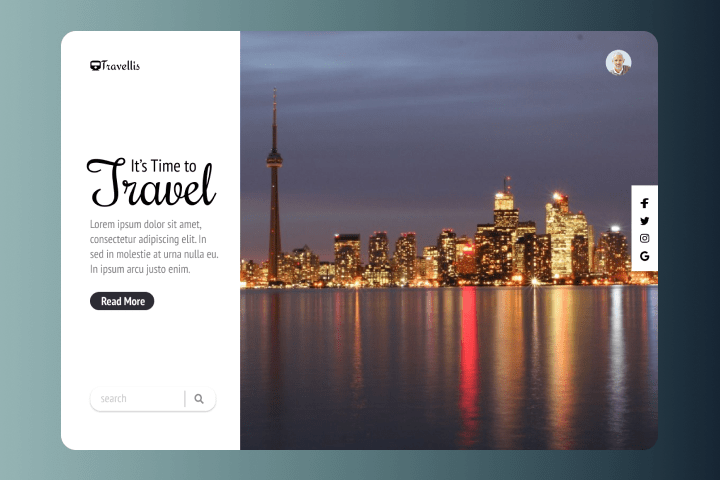 Travellis
It's Time to
Travel
Lorem ipsum dolor sit amet,
consectetur adipiscing elit. In
sed in molestie at urna nulla eu.
In ipsum arcu justo enim.
Read More
search